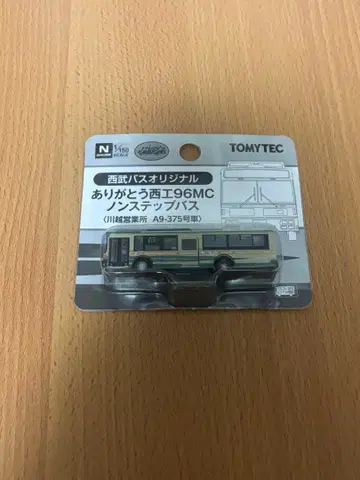 N 1/150 TOMYTEC
西武バスオリジナル
ありがとう西工96MC
ノンステップバス
〈川越営業所 A9-375号車〉